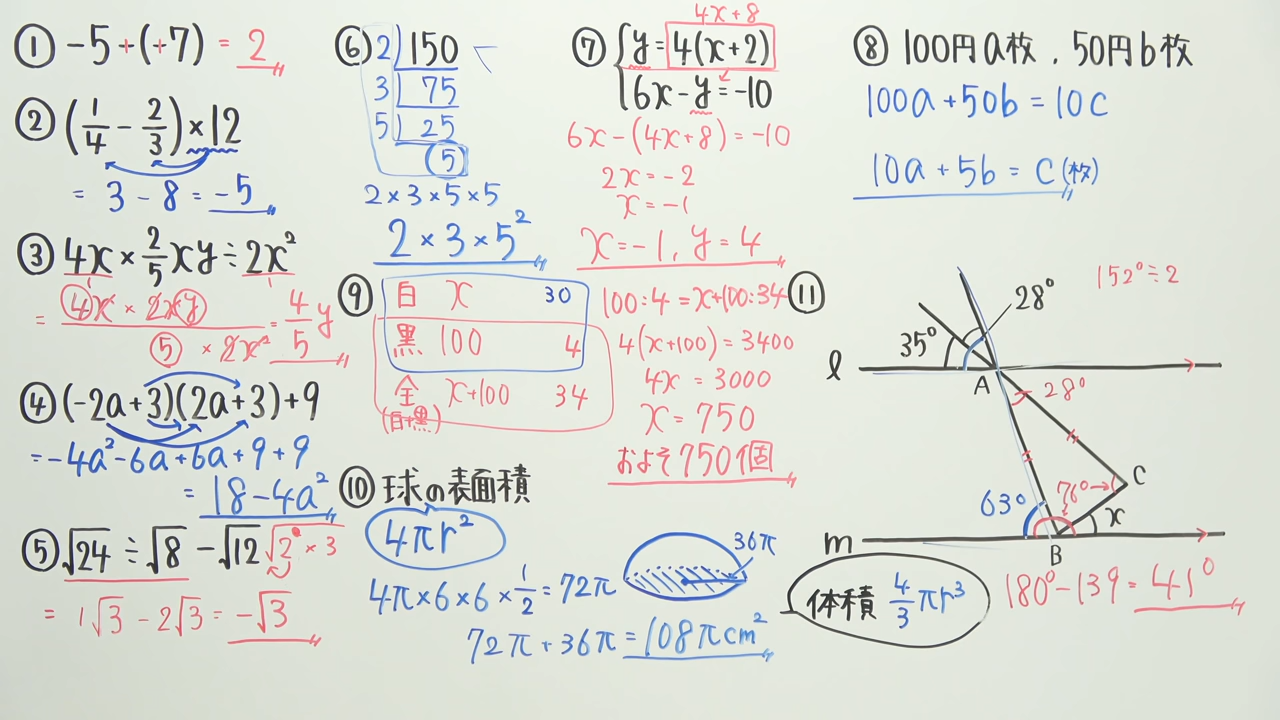 ① -5+(+7) = 2
② (1/4 - 2/3)×12
= 3 - 8 = -5
③ 4x × 2/5 xy ÷ 2x²
= 4x × 2xy / 5 × 2x² = 4/5 y
④ (-2a+3)(2a+3)+9
= -4a²-6a+6a+9+9
= 18-4a²
⑤ √24 ÷ √8 - √12 √2² × 3
= 1√3 - 2√3 = -√3
⑥ 2) 150
3) 75
5) 25
5
2×3×5×5
2×3×5²
⑦ { y = 4(x+2) 4x+8
6x-y = -10
6x-(4x+8) = -10
2x = -2
x = -1
x = -1, y = 4
⑧ 100円a枚, 50円b枚
100a+50b = 10c
10a+5b = c(枚)
⑨ 白 x 30
黒 100 4
全 x+100 34
(白+黒)
100:4 = x+100:34
4(x+100) = 3400
4x = 3000
x = 750
およそ750個
⑩ 球の表面積
4πr²
4π×6×6×1/2 = 72π
36π
72π+36π = 108πcm²
体積 4/3 πr³
⑪ 28° 152°÷2
35°
ℓ A 28°
C
63° 76° x
m B
180°-139 = 41°